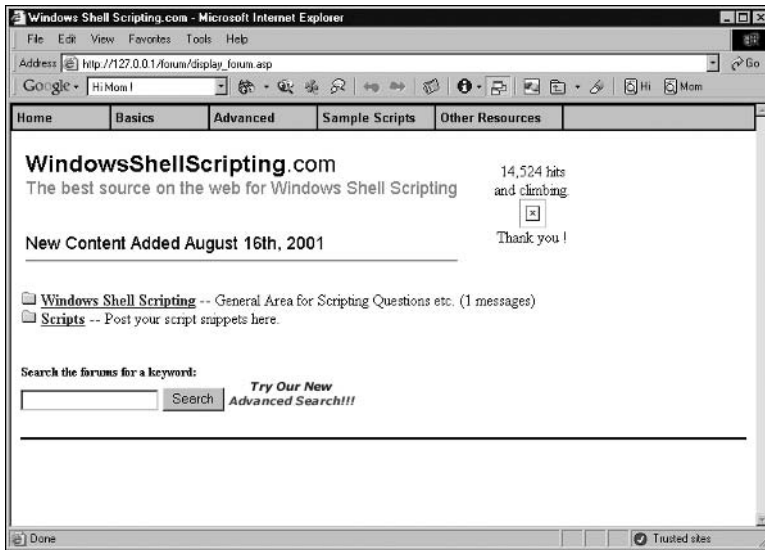 Windows Shell Scripting.com - Microsoft Internet Explorer
File Edit View Favorites Tools Help
Address http://127.0.0.1/forum/display_forum.asp Go
Google Hi Mom ! Hi Mom
Home Basics Advanced Sample Scripts Other Resources
WindowsShellScripting.com
The best source on the web for Windows Shell Scripting
14,524 hits
and climbing.
Thank you !
New Content Added August 16th, 2001
Windows Shell Scripting -- General Area for Scripting Questions etc. (1 messages)
Scripts -- Post your script snippets here.
Search the forums for a keyword:
Search
Try Our New
Advanced Search!!!
Done Trusted sites